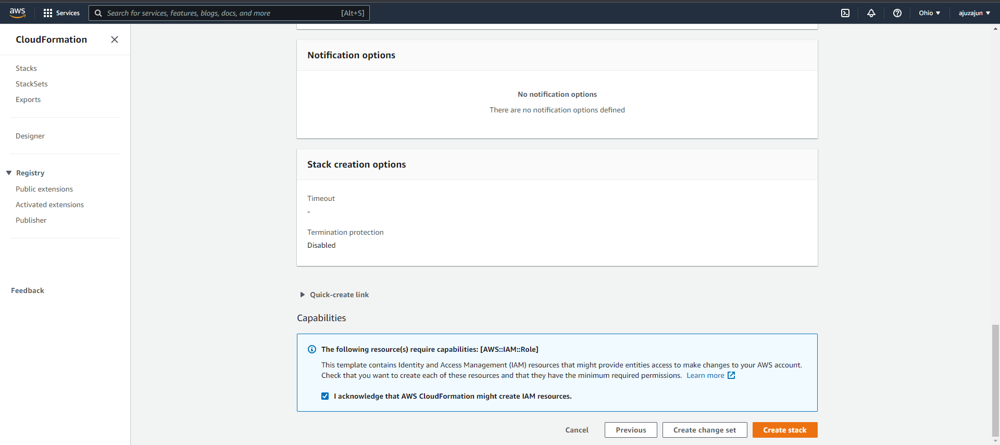 aws
Services
Search for services, features, blogs, docs, and more
[Alt+S]
Ohio
ajuzajun
CloudFormation
Stacks
StackSets
Exports
Designer
Registry
Public extensions
Activated extensions
Publisher
Feedback
Notification options
No notification options
There are no notification options defined
Stack creation options
Timeout
-
Termination protection
Disabled
Quick-create link
Capabilities
The following resource(s) require capabilities: [AWS::IAM::Role]
This template contains Identity and Access Management (IAM) resources that might provide entities access to make changes to your AWS account.
Check that you want to create each of these resources and that they have the minimum required permissions. Learn more
I acknowledge that AWS CloudFormation might create IAM resources.
Cancel
Previous
Create change set
Create stack